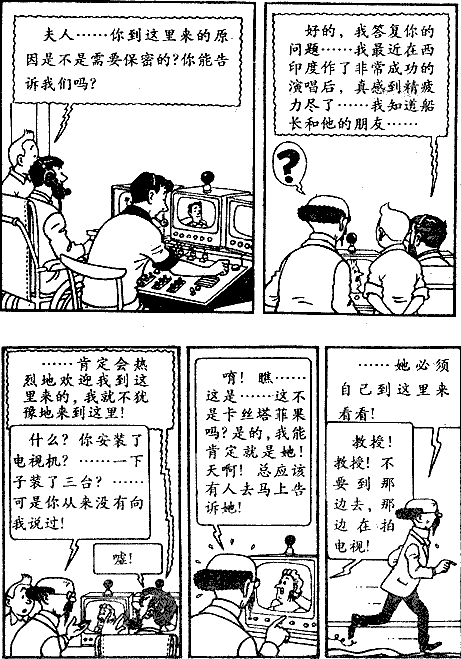 夫人……你到这里来的原
因是不是需要保密的?你能告
诉我们吗?
好的，我答复你的
问题……我最近在西
印度作了非常成功的
演唱后，真感到精疲
力尽了……我知道船
长和他的朋友……
?
……肯定会热
烈地欢迎我到这
里来的，我就不犹
豫地来到这里!
什么? 你安装了
电视机? ……一下
子装了三台? ……
可是你从来没有向
我说过!
嘘!
唷! 瞧……
这是……这不
是卡丝塔菲果
吗?是的，我能
肯定就是她!
天啊! 总应该
有人去马上告
诉她!
……她必须
自己到这里来
看看!
教授!
教授! 不
要到那
边去，那
边在拍
电视!